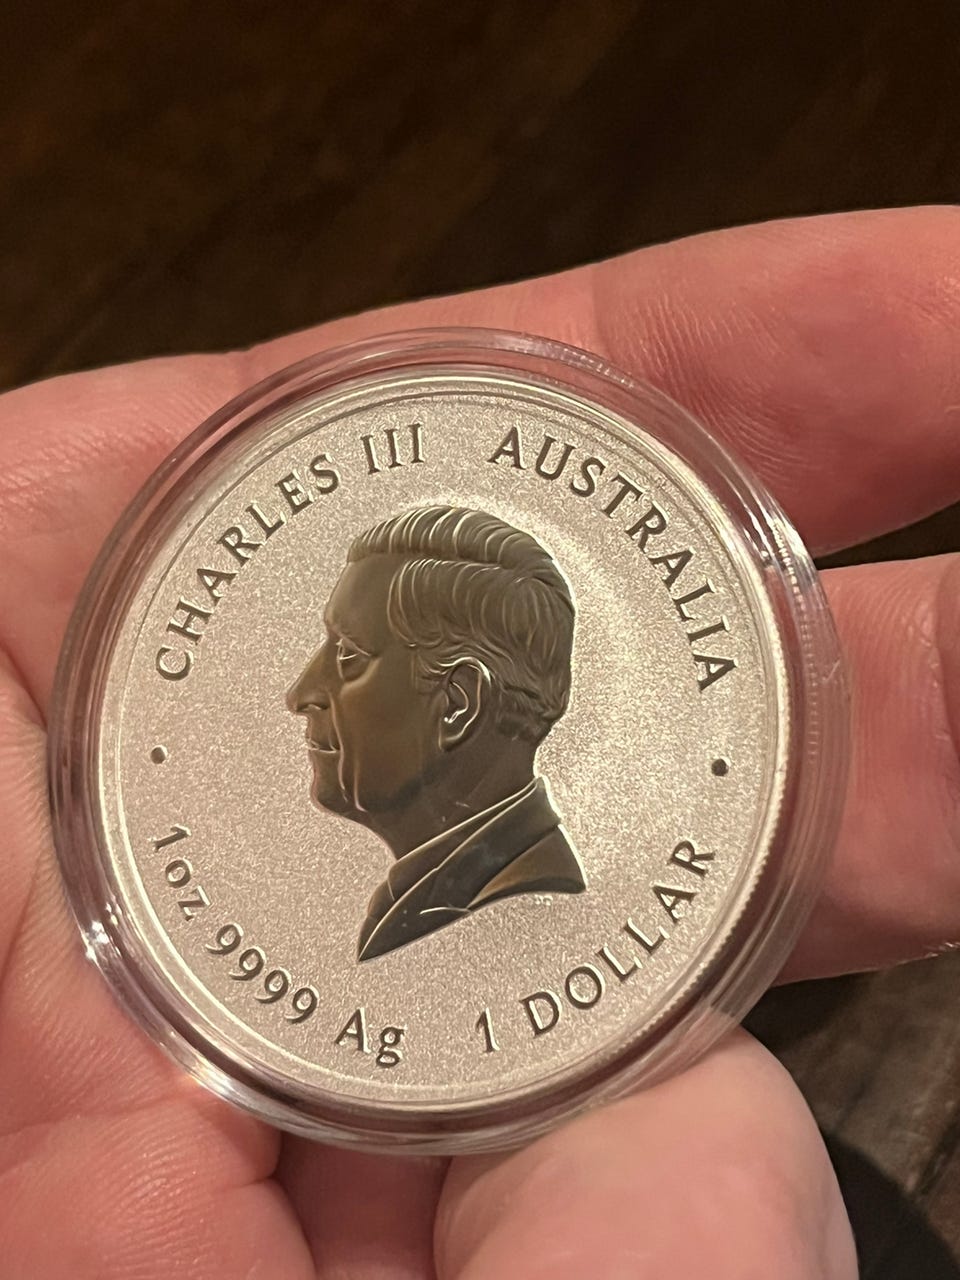 CHARLES III
AUSTRALIA
1oz 9999 Ag
1 DOLLAR